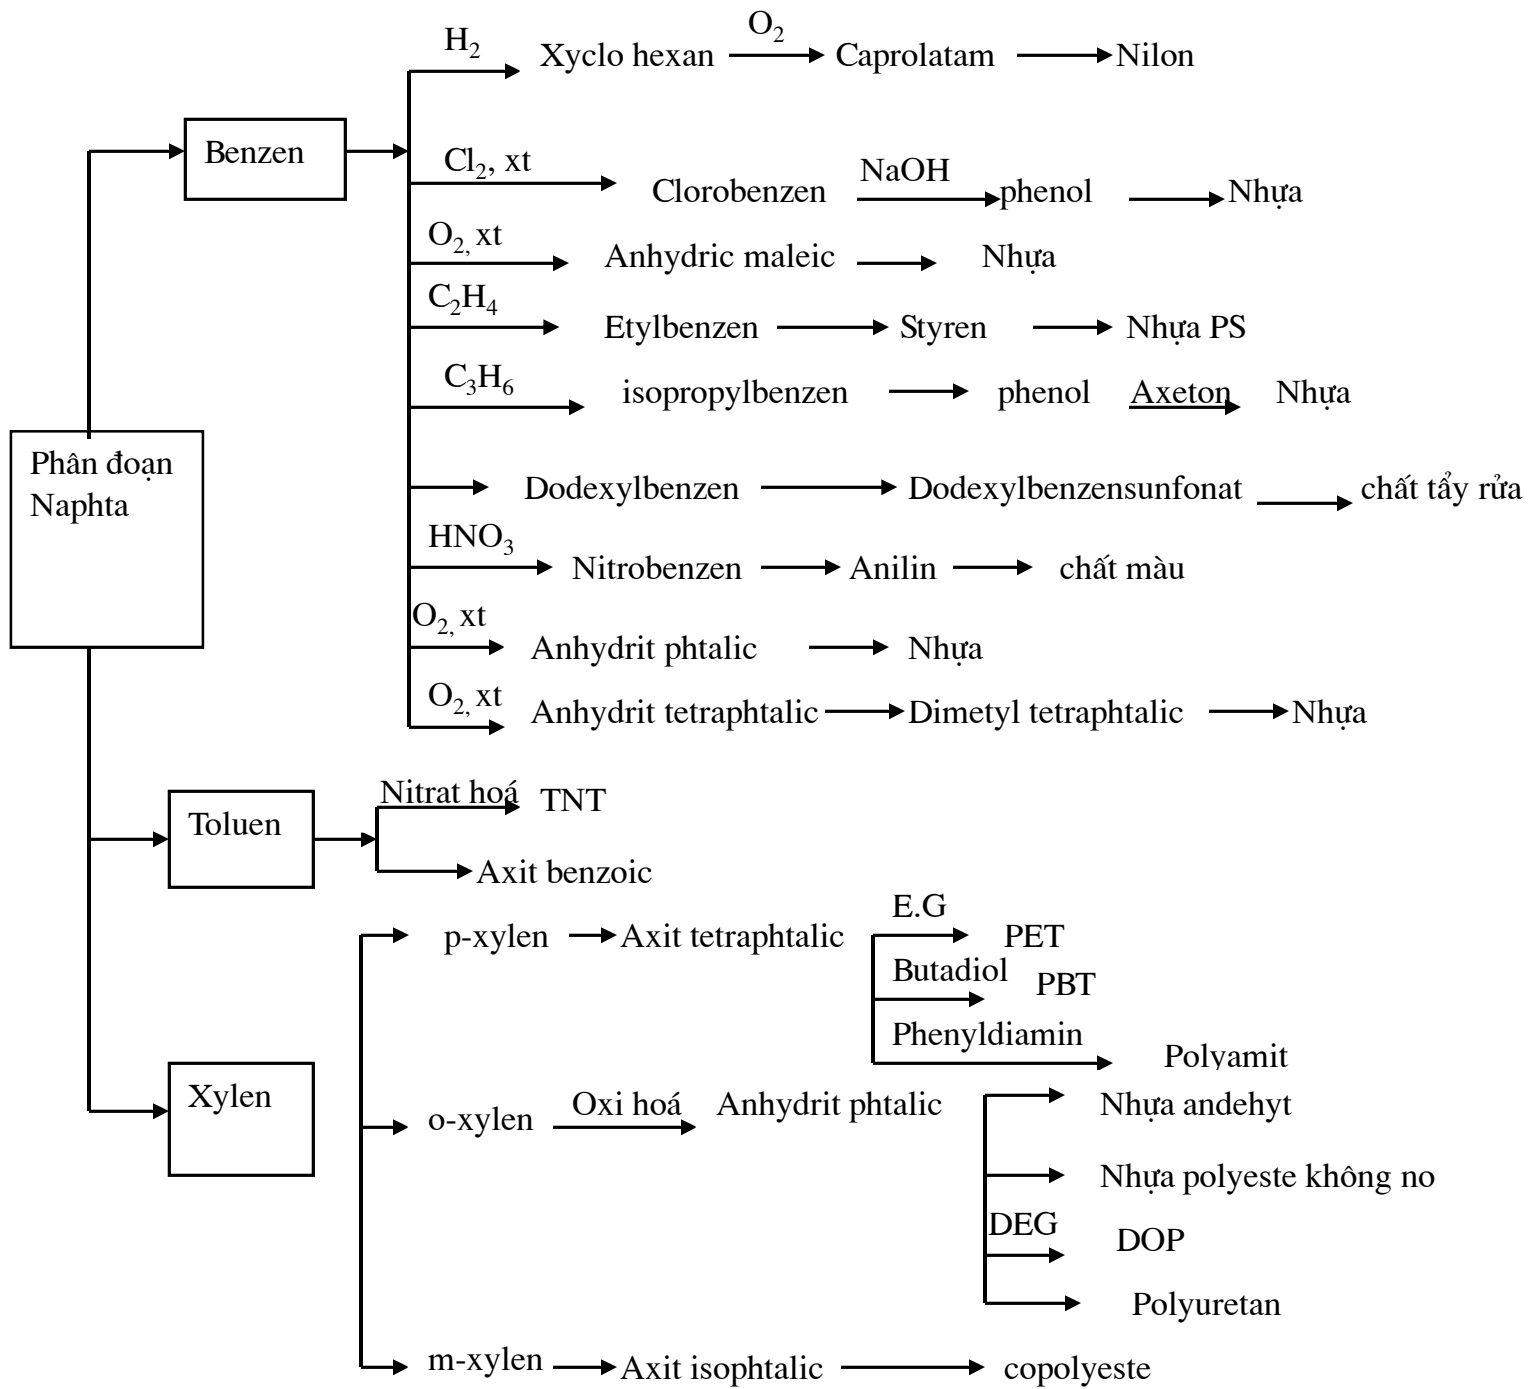 H2 Xyclo hexan O2 Caprolatam Nilon
Benzen
Cl2, xt Clorobenzen NaOH phenol Nhựa
O2, xt Anhydric maleic Nhựa
C2H4 Etylbenzen Styren Nhựa PS
C3H6 isopropylbenzen phenol Axeton Nhựa
Phân đoạn
Naphta
Dodexylbenzen Dodexylbenzensunfonat chất tẩy rửa
HNO3 Nitrobenzen Anilin chất màu
O2, xt Anhydrit phtalic Nhựa
O2, xt Anhydrit tetraphtalic Dimetyl tetraphtalic Nhựa
Toluen
Nitrat hoá TNT
Axit benzoic
p-xylen Axit tetraphtalic E.G PET
Butadiol PBT
Phenyldiamin Polyamit
Xylen
o-xylen Oxi hoá Anhydrit phtalic Nhựa andehyt
Nhựa polyeste không no
DEG DOP
Polyuretan
m-xylen Axit isophtalic copolyeste